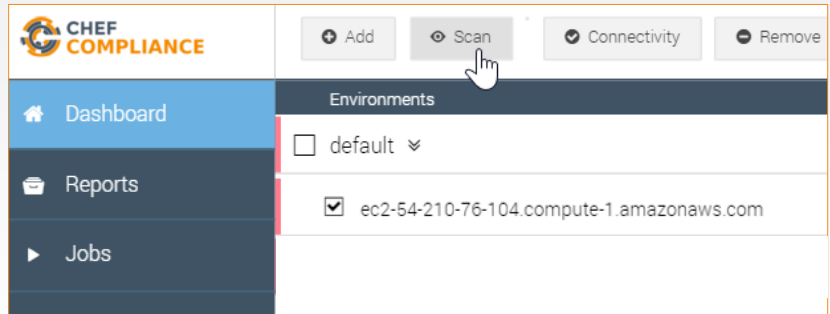 CHEF
COMPLIANCE
Add
Scan
Connectivity
Remove
Dashboard
Reports
Jobs
Environments
default
ec2-54-210-76-104.compute-1.amazonaws.com